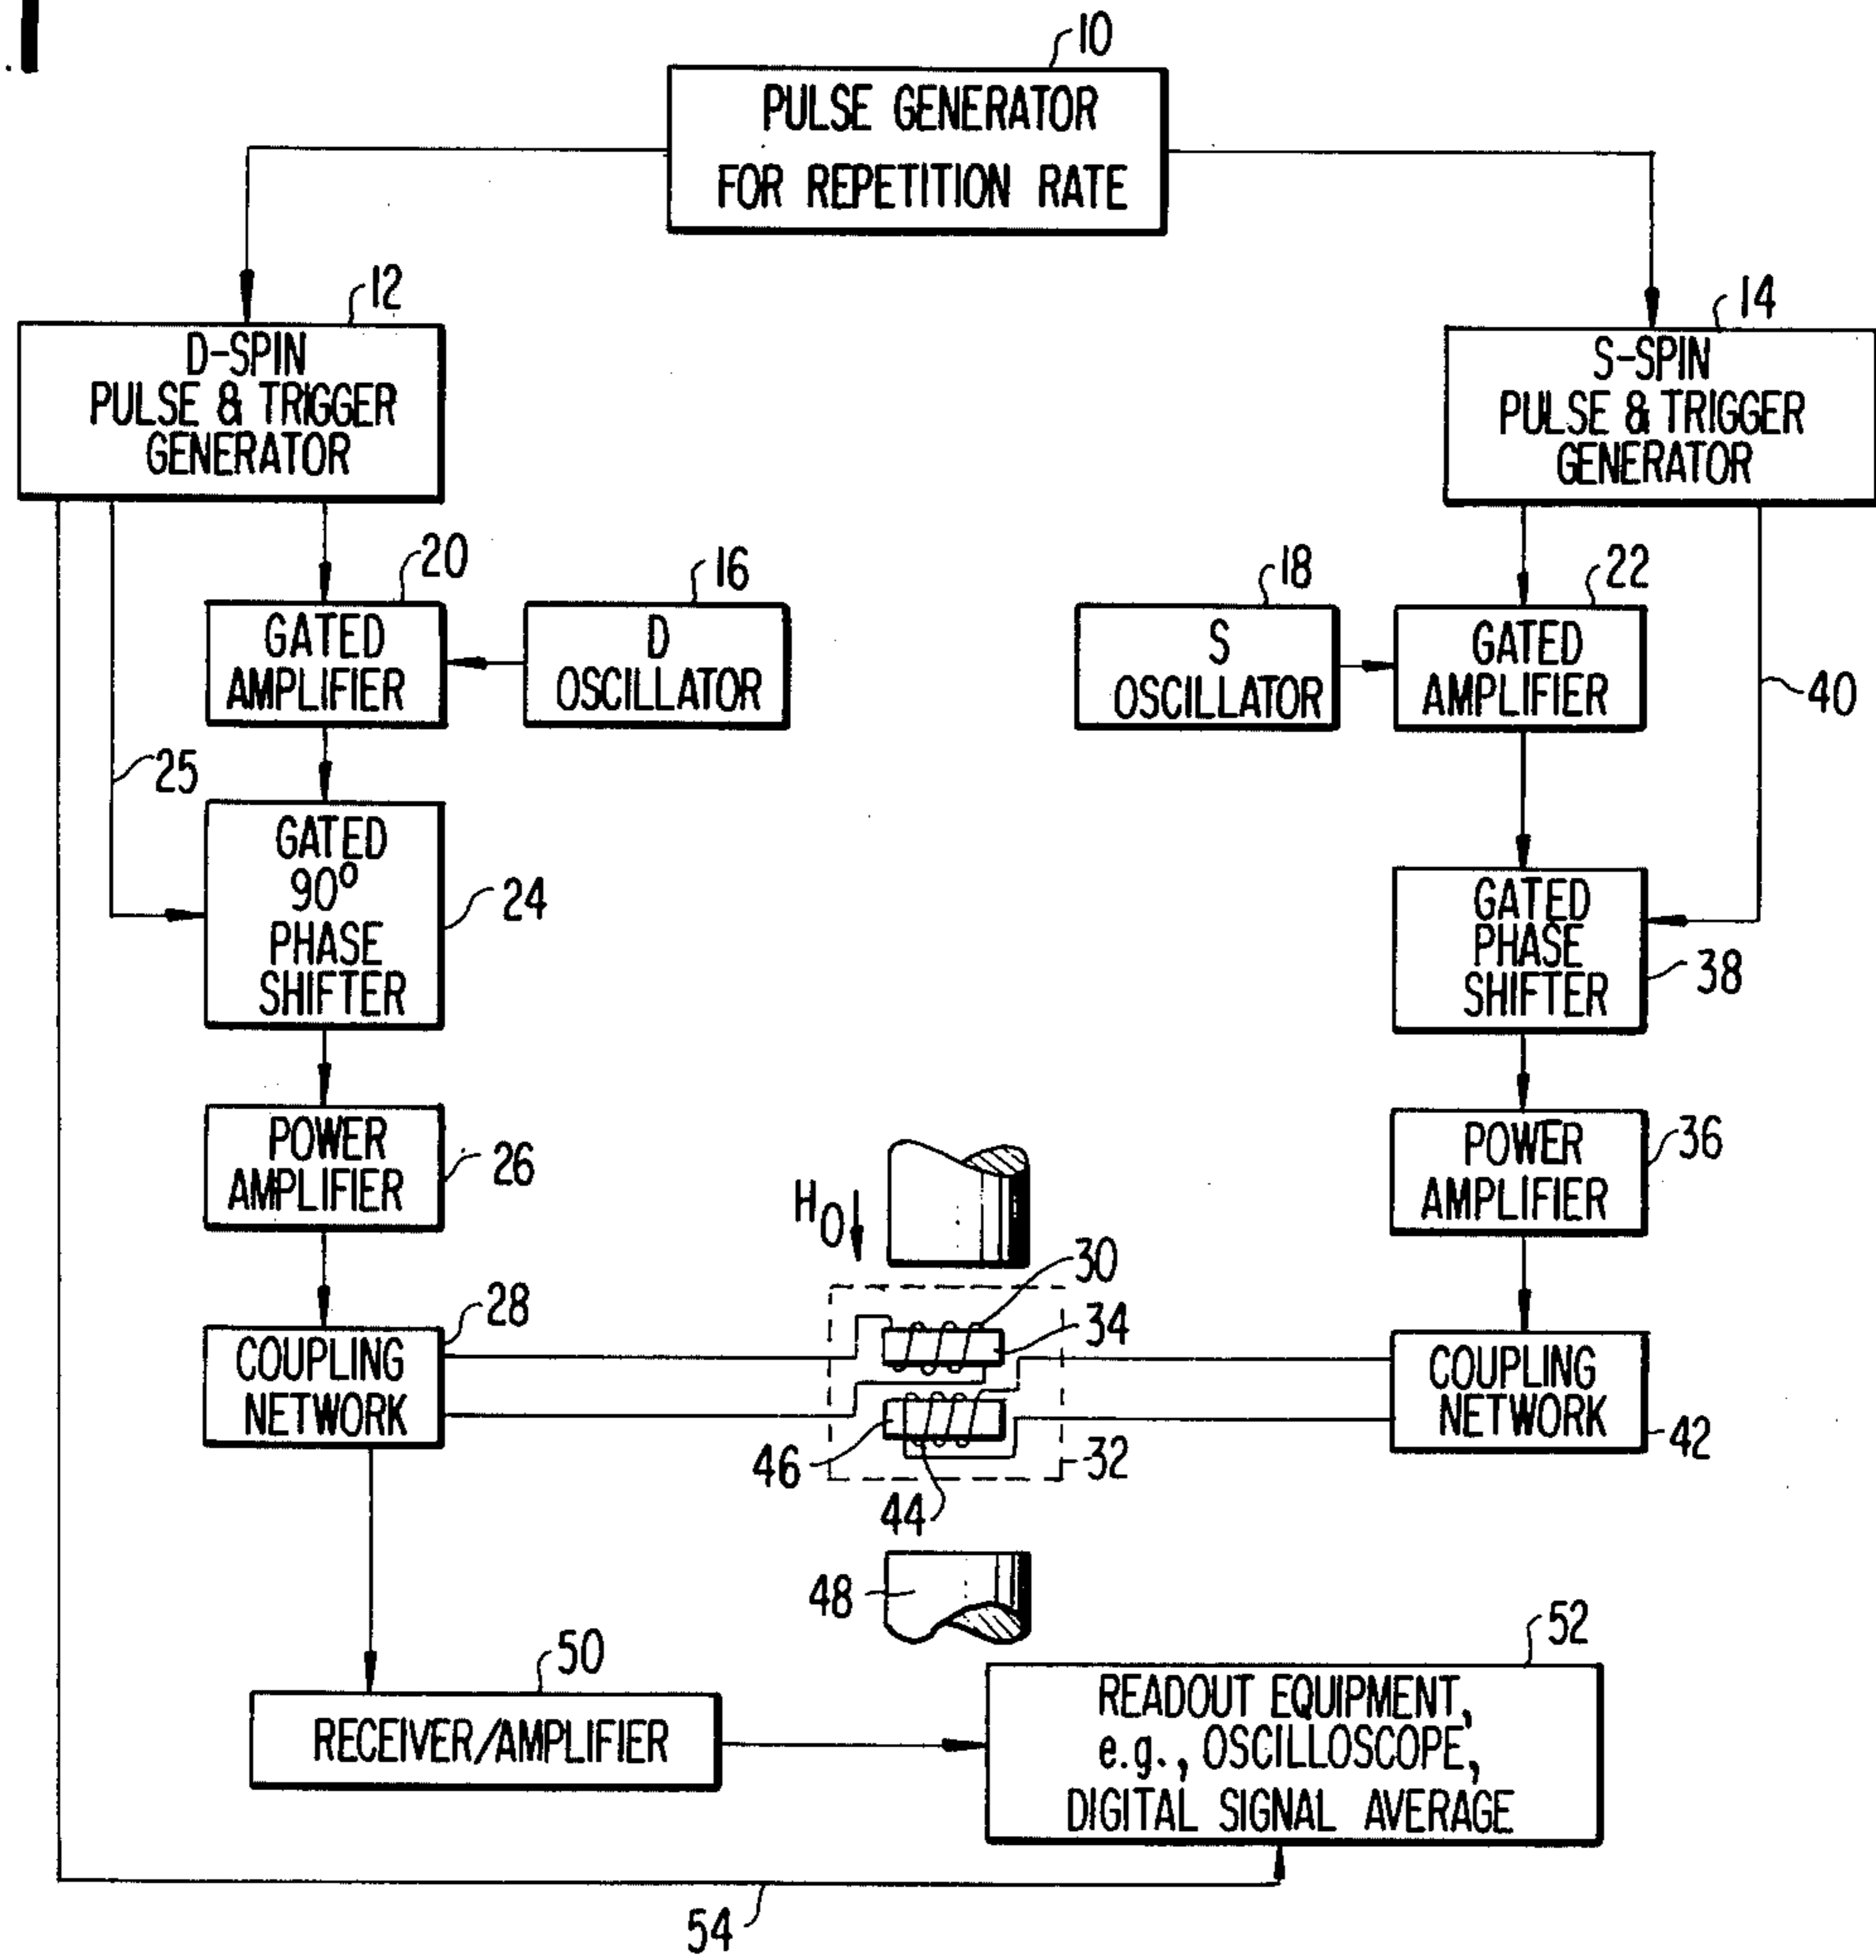 10
PULSE GENERATOR
FOR REPETITION RATE
12
D-SPIN
PULSE & TRIGGER
GENERATOR
14
S-SPIN
PULSE & TRIGGER
GENERATOR
20
GATED
AMPLIFIER
16
D
OSCILLATOR
18
S
OSCILLATOR
22
GATED
AMPLIFIER
40
25
GATED
90°
PHASE
SHIFTER
24
GATED
PHASE
SHIFTER
38
POWER
AMPLIFIER
26
H0
POWER
AMPLIFIER
36
28
COUPLING
NETWORK
30
34
46
44
32
COUPLING
NETWORK
42
48
50
RECEIVER/AMPLIFIER
52
READOUT EQUIPMENT,
e.g., OSCILLOSCOPE,
DIGITAL SIGNAL AVERAGE
54